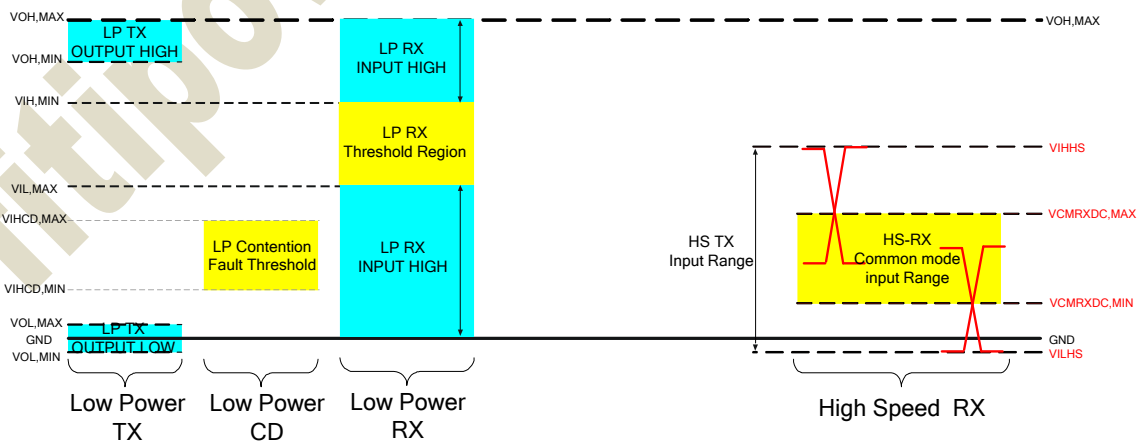 VOH,MAX
VOH,MIN
VIH,MIN
VIL,MAX
VIHCD,MAX
VIHCD,MIN
VOL,MAX
GND
VOL,MIN
LP TX
OUTPUT HIGH
LP TX
OUTPUT LOW
LP Contention
Fault Threshold
LP RX
INPUT HIGH
LP RX
Threshold Region
LP RX
INPUT HIGH
HS TX
Input Range
HS-RX
Common mode
input Range
VOH,MAX
VIHHS
VCMRXDC,MAX
VCMRXDC,MIN
GND
VILHS
Low Power
TX
Low Power
CD
Low Power
RX
High Speed RX